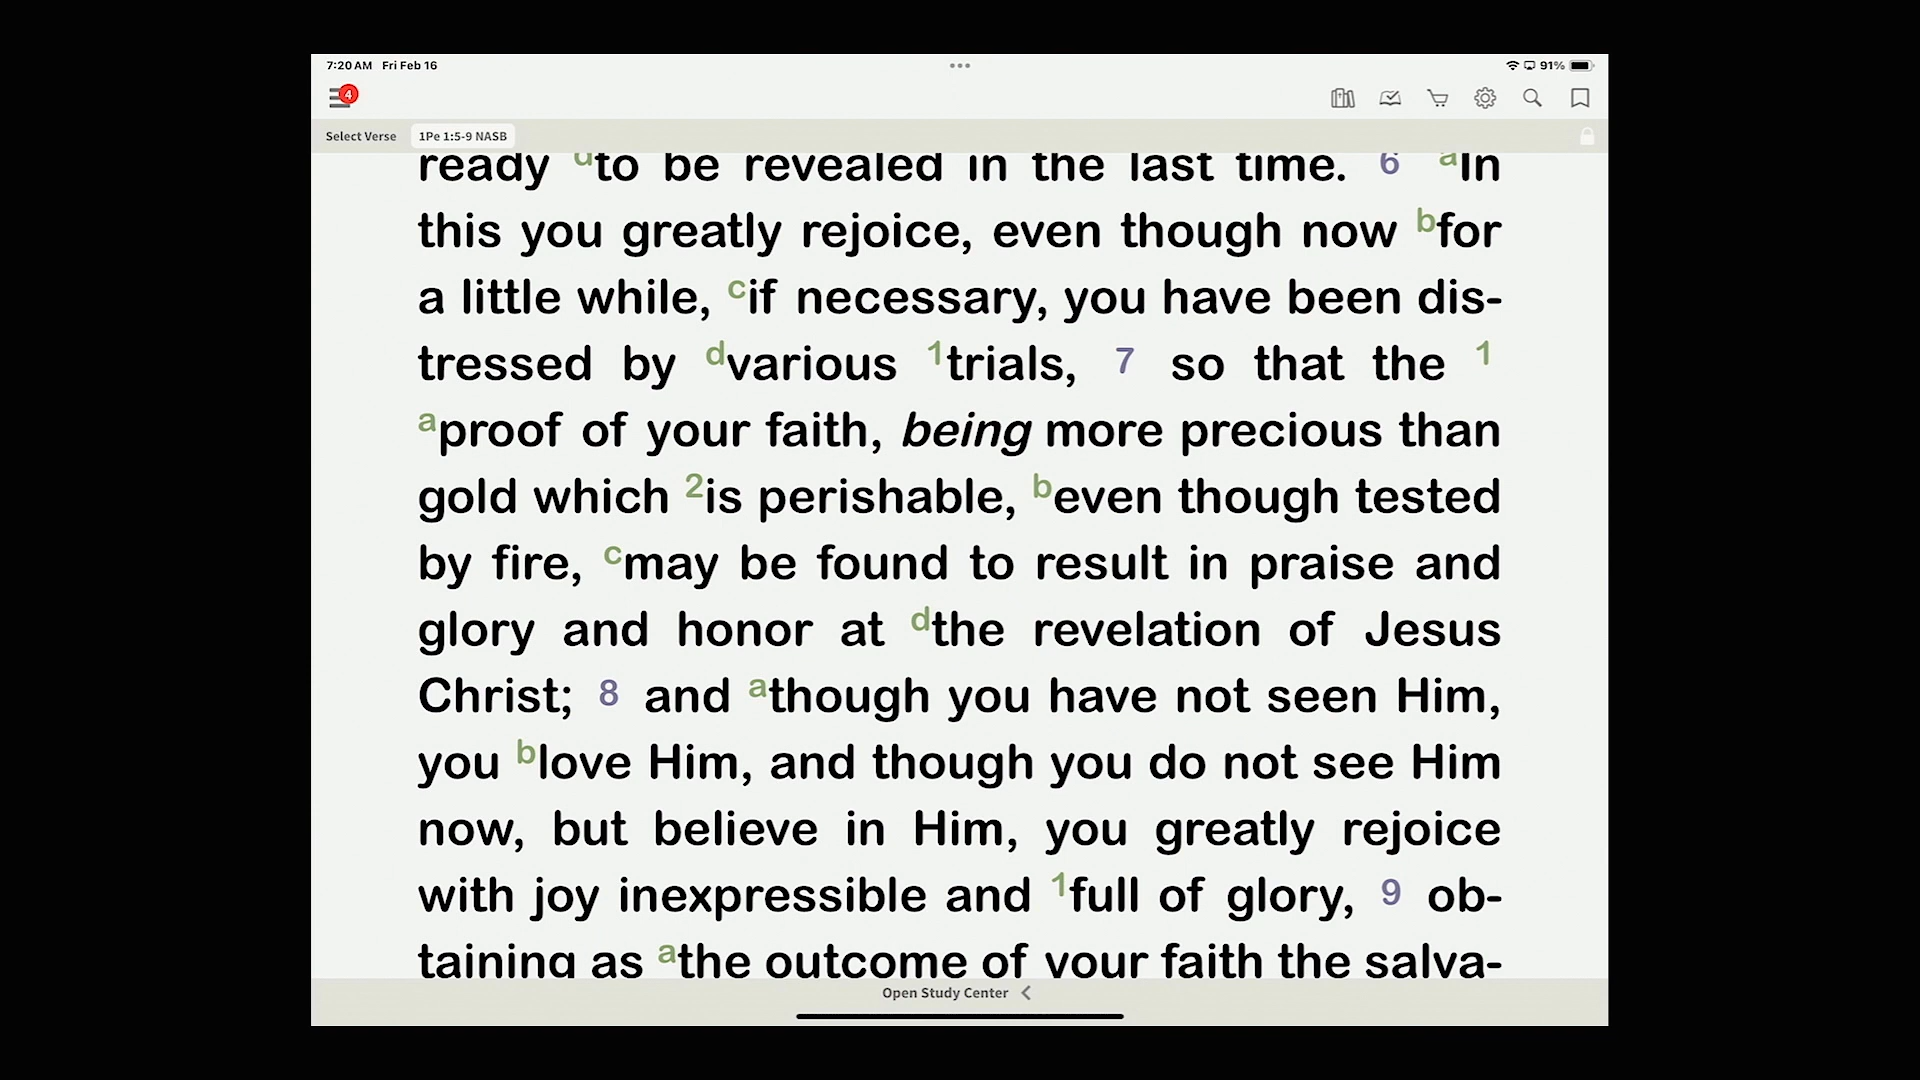 7:20 AM Fri Feb 16
91%
4
Select Verse 1Pe 1:5-9 NASB
ready dto be revealed in the last time. 6 aIn
this you greatly rejoice, even though now bfor
a little while, cif necessary, you have been dis-
tressed by dvarious 1trials, 7 so that the 1
aproof of your faith, being more precious than
gold which 2is perishable, beven though tested
by fire, cmay be found to result in praise and
glory and honor at dthe revelation of Jesus
Christ; 8 and athough you have not seen Him,
you blove Him, and though you do not see Him
now, but believe in Him, you greatly rejoice
with joy inexpressible and 1full of glory, 9 ob-
taining as athe outcome of your faith the salva-
Open Study Center